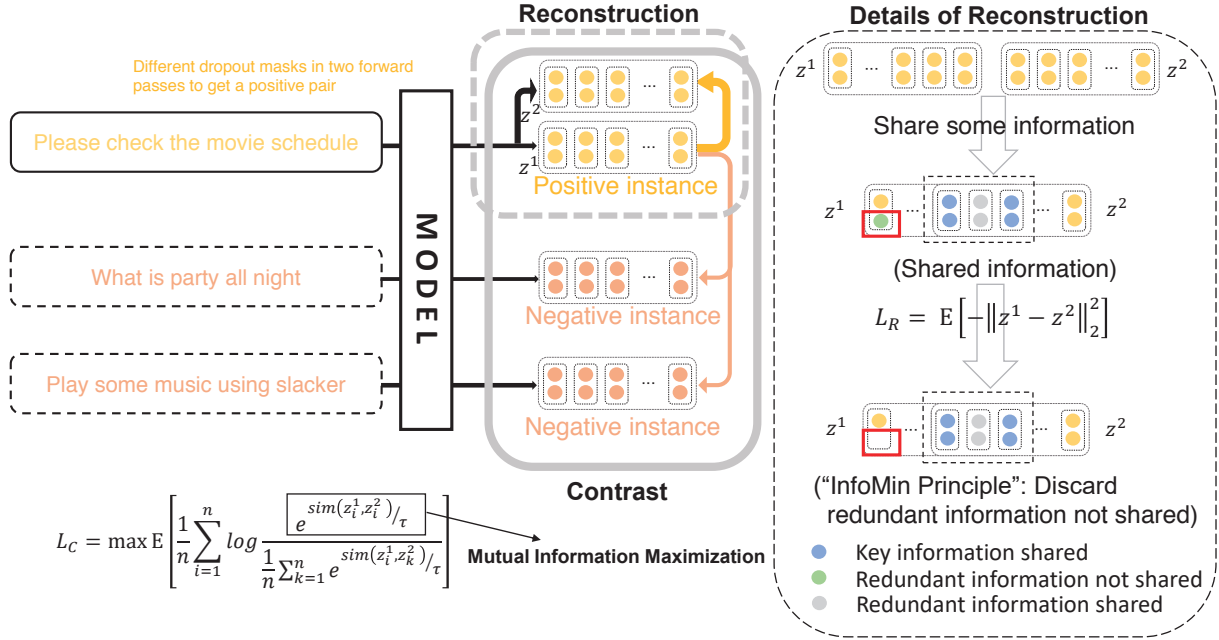 Reconstruction
Different dropout masks in two forward
passes to get a positive pair
Please check the movie schedule
What is party all night
Play some music using slacker
MODEL
z²
...
z¹
...
Positive instance
...
Negative instance
...
Negative instance
Contrast
L_C = max E [ 1/n ∑_{i=1}^{n} log ( e^{sim(z_i^1, z_i^2)/τ} / ( 1/n ∑_{k=1}^{n} e^{sim(z_i^1, z_k^2)/τ} ) ) ]
Mutual Information Maximization
Details of Reconstruction
z¹ ... ... z²
Share some information
z¹ ... ... z²
(Shared information)
L_R = E [ −‖z¹ − z²‖₂² ]
z¹ ... ... z²
(“InfoMin Principle”: Discard
redundant information not shared)
Key information shared
Redundant information not shared
Redundant information shared